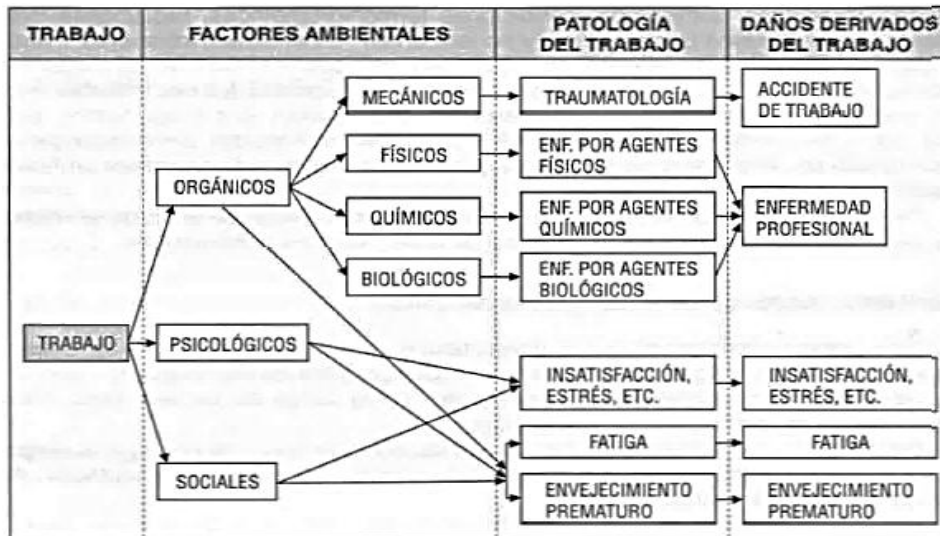 TRABAJO
FACTORES AMBIENTALES
PATOLOGÍA
DEL TRABAJO
DAÑOS DERIVADOS
DEL TRABAJO
MECÁNICOS
TRAUMATOLOGÍA
ACCIDENTE
DE TRABAJO
FÍSICOS
ENF. POR AGENTES
FÍSICOS
ORGÁNICOS
QUÍMICOS
ENF. POR AGENTES
QUÍMICOS
ENFERMEDAD
PROFESIONAL
BIOLÓGICOS
ENF. POR AGENTES
BIOLÓGICOS
TRABAJO
PSICOLÓGICOS
INSATISFACCIÓN,
ESTRÉS, ETC.
INSATISFACCIÓN,
ESTRÉS, ETC.
FATIGA
FATIGA
SOCIALES
ENVEJECIMIENTO
PREMATURO
ENVEJECIMIENTO
PREMATURO